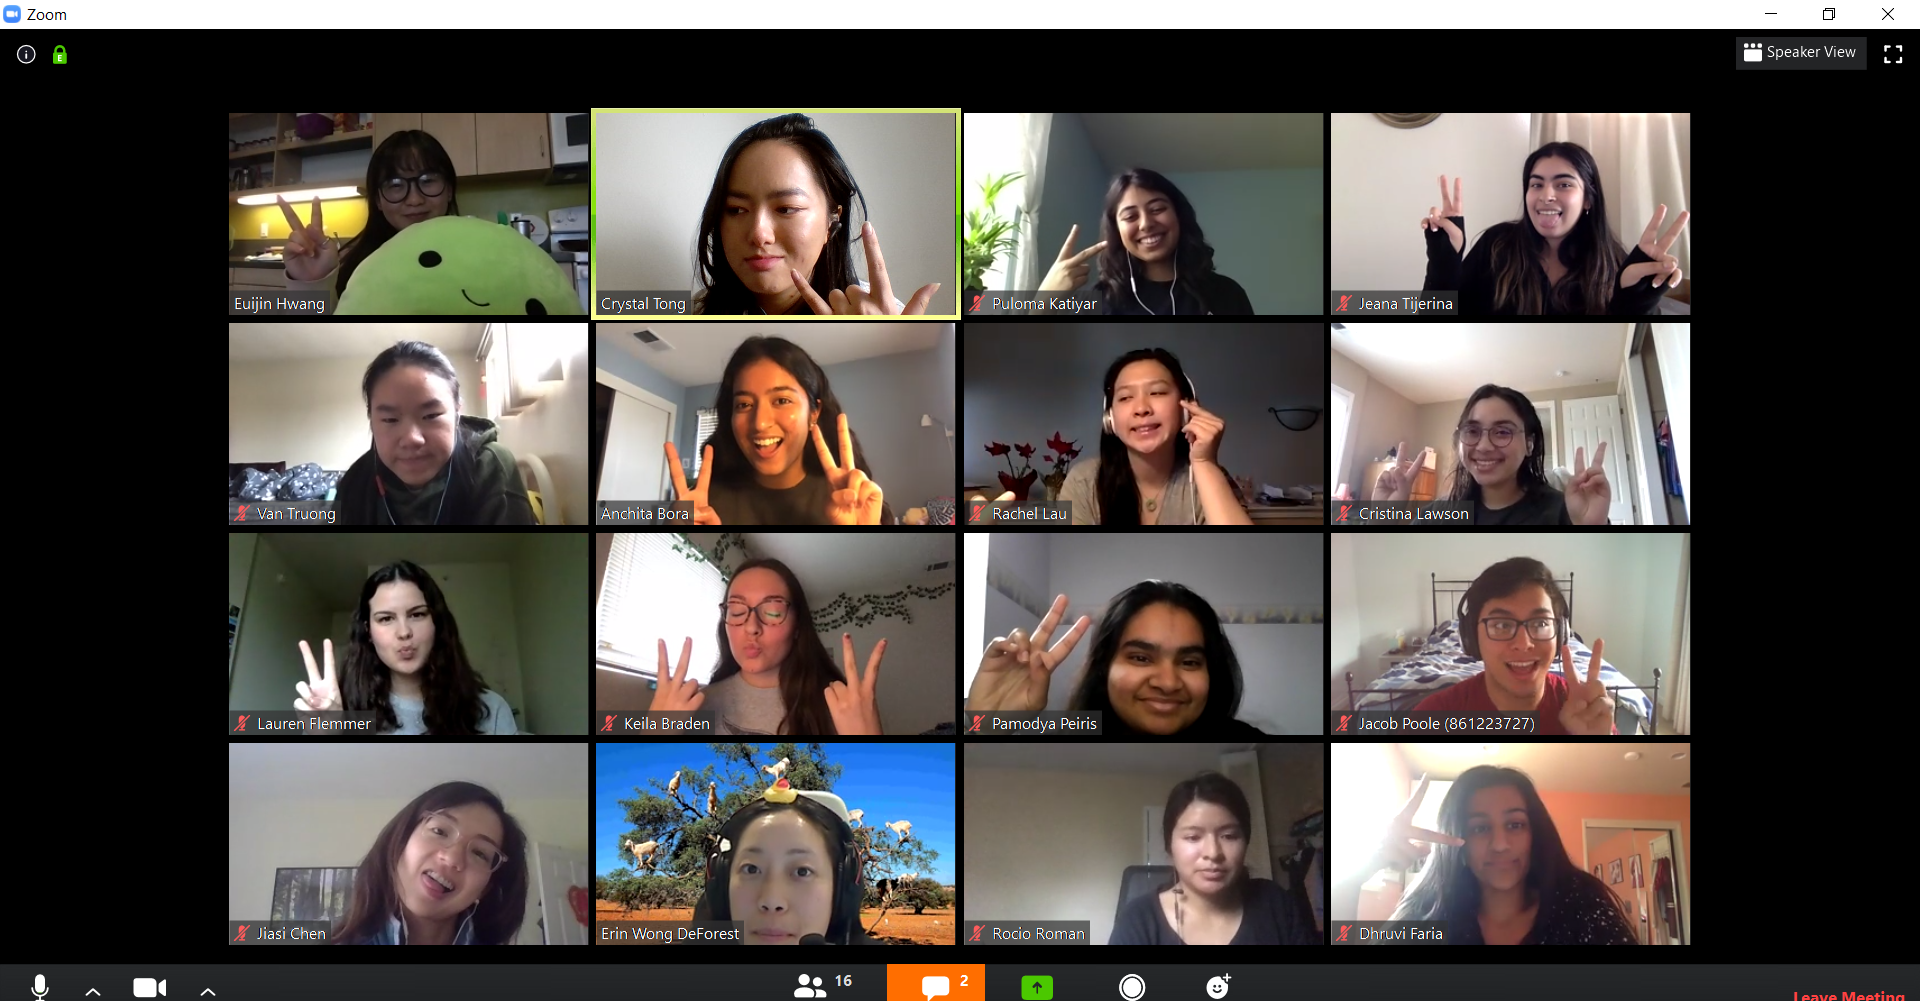 Zoom
E
Speaker View
Euijin Hwang
Crystal Tong
Puloma Katiyar
Jeana Tijerina
Van Truong
Anchita Bora
Rachel Lau
Cristina Lawson
Lauren Flemmer
Keila Braden
Pamodya Peiris
Jacob Poole (861223727)
Jiasi Chen
Erin Wong DeForest
Rocio Roman
Dhruvi Faria
16
2
Leave Meeting